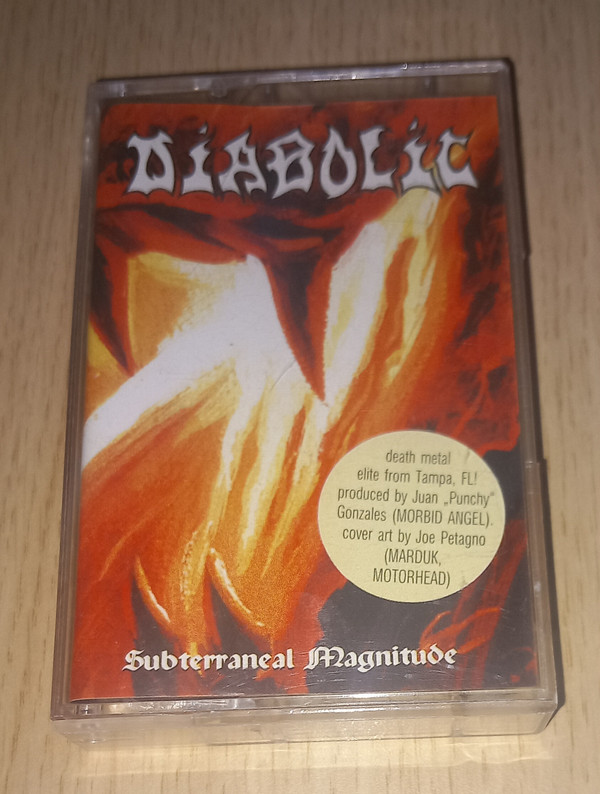 DiABOLiC
death metal
elite from Tampa, FL!
produced by Juan „Punchy“
Gonzales (MORBID ANGEL).
cover art by Joe Petagno
(MARDUK,
MOTORHEAD)
Subterraneal Magnitude